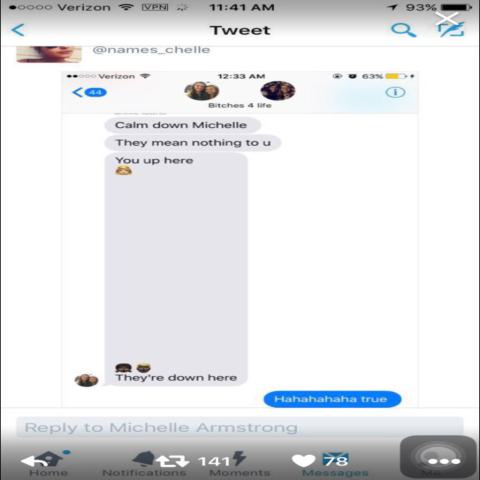 Verizon VPN 11:41 AM 93%
Tweet
@names_chelle
Verizon 12:33 AM 63%
44
Bitches 4 life
Calm down Michelle
They mean nothing to u
You up here
They're down here
Hahahahaha true
Reply to Michelle Armstrong
141 78
Home Notifications Moments Messages